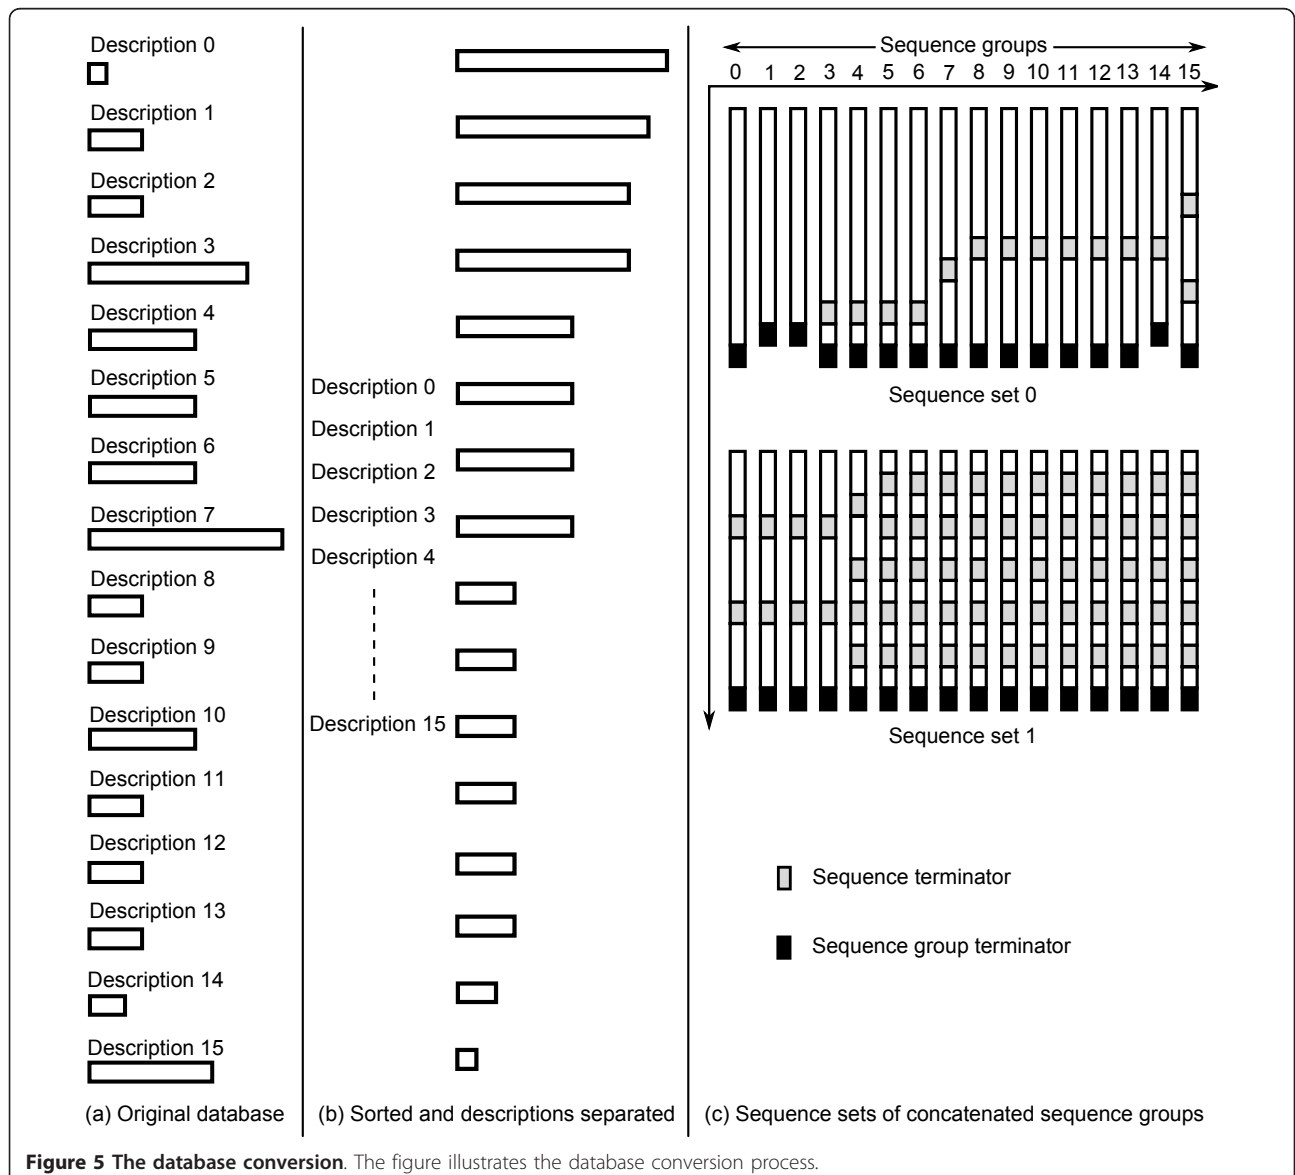 Description 0
Description 1
Description 2
Description 3
Description 4
Description 5
Description 6
Description 7
Description 8
Description 9
Description 10
Description 11
Description 12
Description 13
Description 14
Description 15
(a) Original database
Description 0
Description 1
Description 2
Description 3
Description 4
Description 15
(b) Sorted and descriptions separated
Sequence groups
0 1 2 3 4 5 6 7 8 9 10 11 12 13 14 15
Sequence set 0
Sequence set 1
Sequence terminator
Sequence group terminator
(c) Sequence sets of concatenated sequence groups
Figure 5 The database conversion. The figure illustrates the database conversion process.